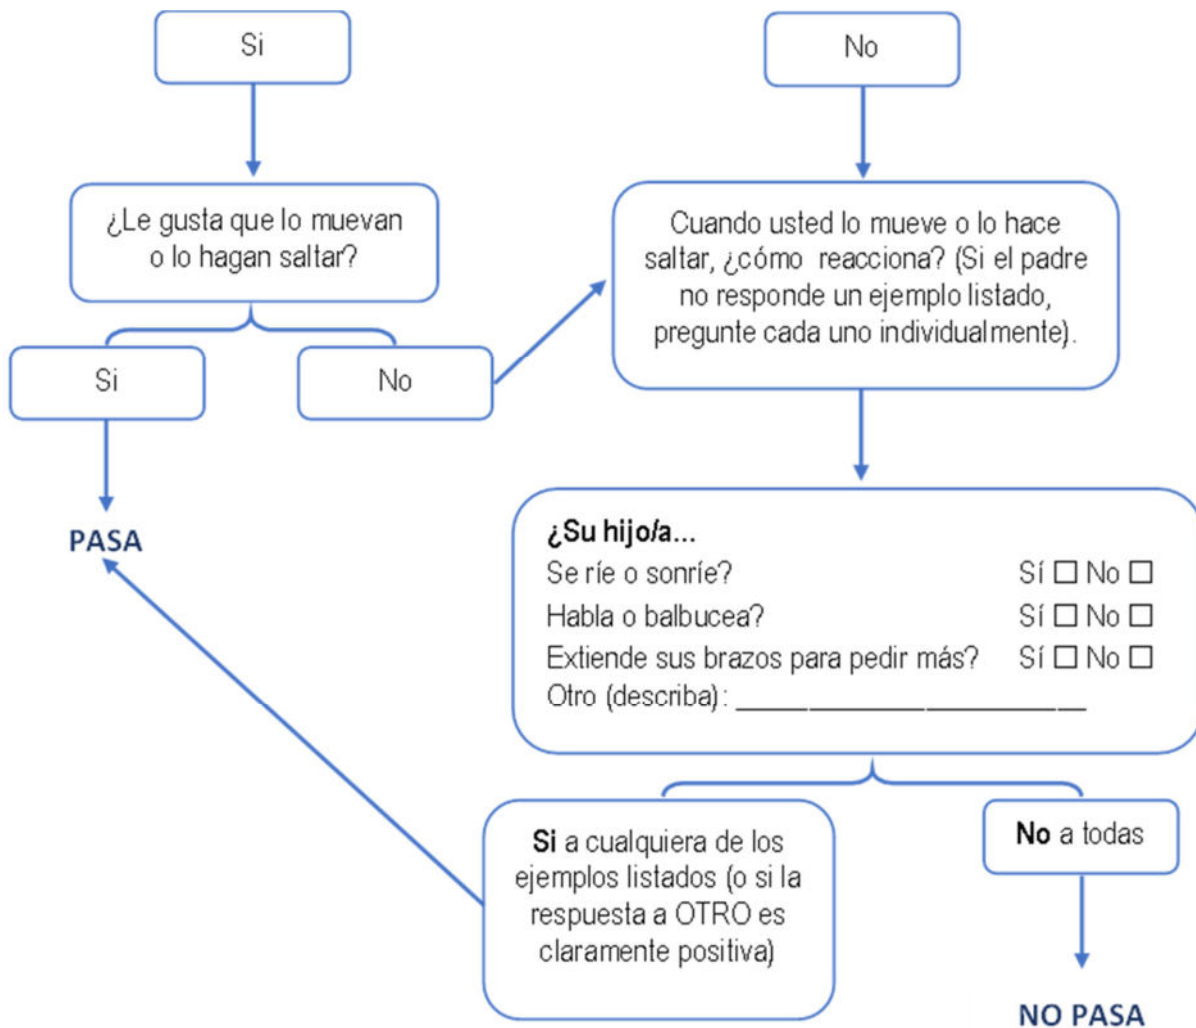 Si
No
¿Le gusta que lo muevan
o lo hagan saltar?
Cuando usted lo mueve o lo hace
saltar, ¿cómo reacciona? (Si el padre
no responde un ejemplo listado,
pregunte cada uno individualmente).
Si
No
PASA
¿Su hijo/a...
Se ríe o sonríe? Sí ☐ No ☐
Habla o balbucea? Sí ☐ No ☐
Extiende sus brazos para pedir más? Sí ☐ No ☐
Otro (describa): ________________________
Si a cualquiera de los
ejemplos listados (o si la
respuesta a OTRO es
claramente positiva)
No a todas
NO PASA